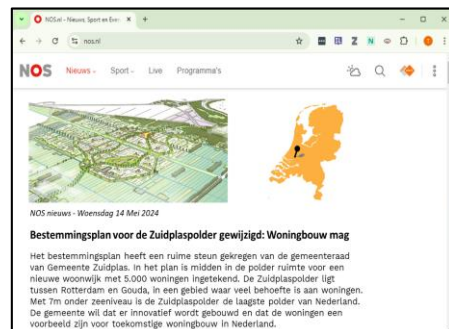 NOS.nl - Nieuws, Sport en Ever
nos.nl
NOS Nieuws Sport Live Programma's
NOS nieuws - Woensdag 14 Mei 2024
Bestemmingsplan voor de Zuidplaspolder gewijzigd: Woningbouw mag
Het bestemmingsplan heeft een ruime steun gekregen van de gemeenteraad
van Gemeente Zuidplas. In het plan is midden in de polder ruimte voor een
nieuwe woonwijk met 5.000 woningen ingetekend. De Zuidplaspolder ligt
tussen Rotterdam en Gouda, in een gebied waar veel behoefte is aan woningen.
Met 7m onder zeeniveau is de Zuidplaspolder de laagste polder van Nederland.
De gemeente wil dat er innovatief wordt gebouwd en dat de woningen een
voorbeeld zijn voor toekomstige woningbouw in Nederland.